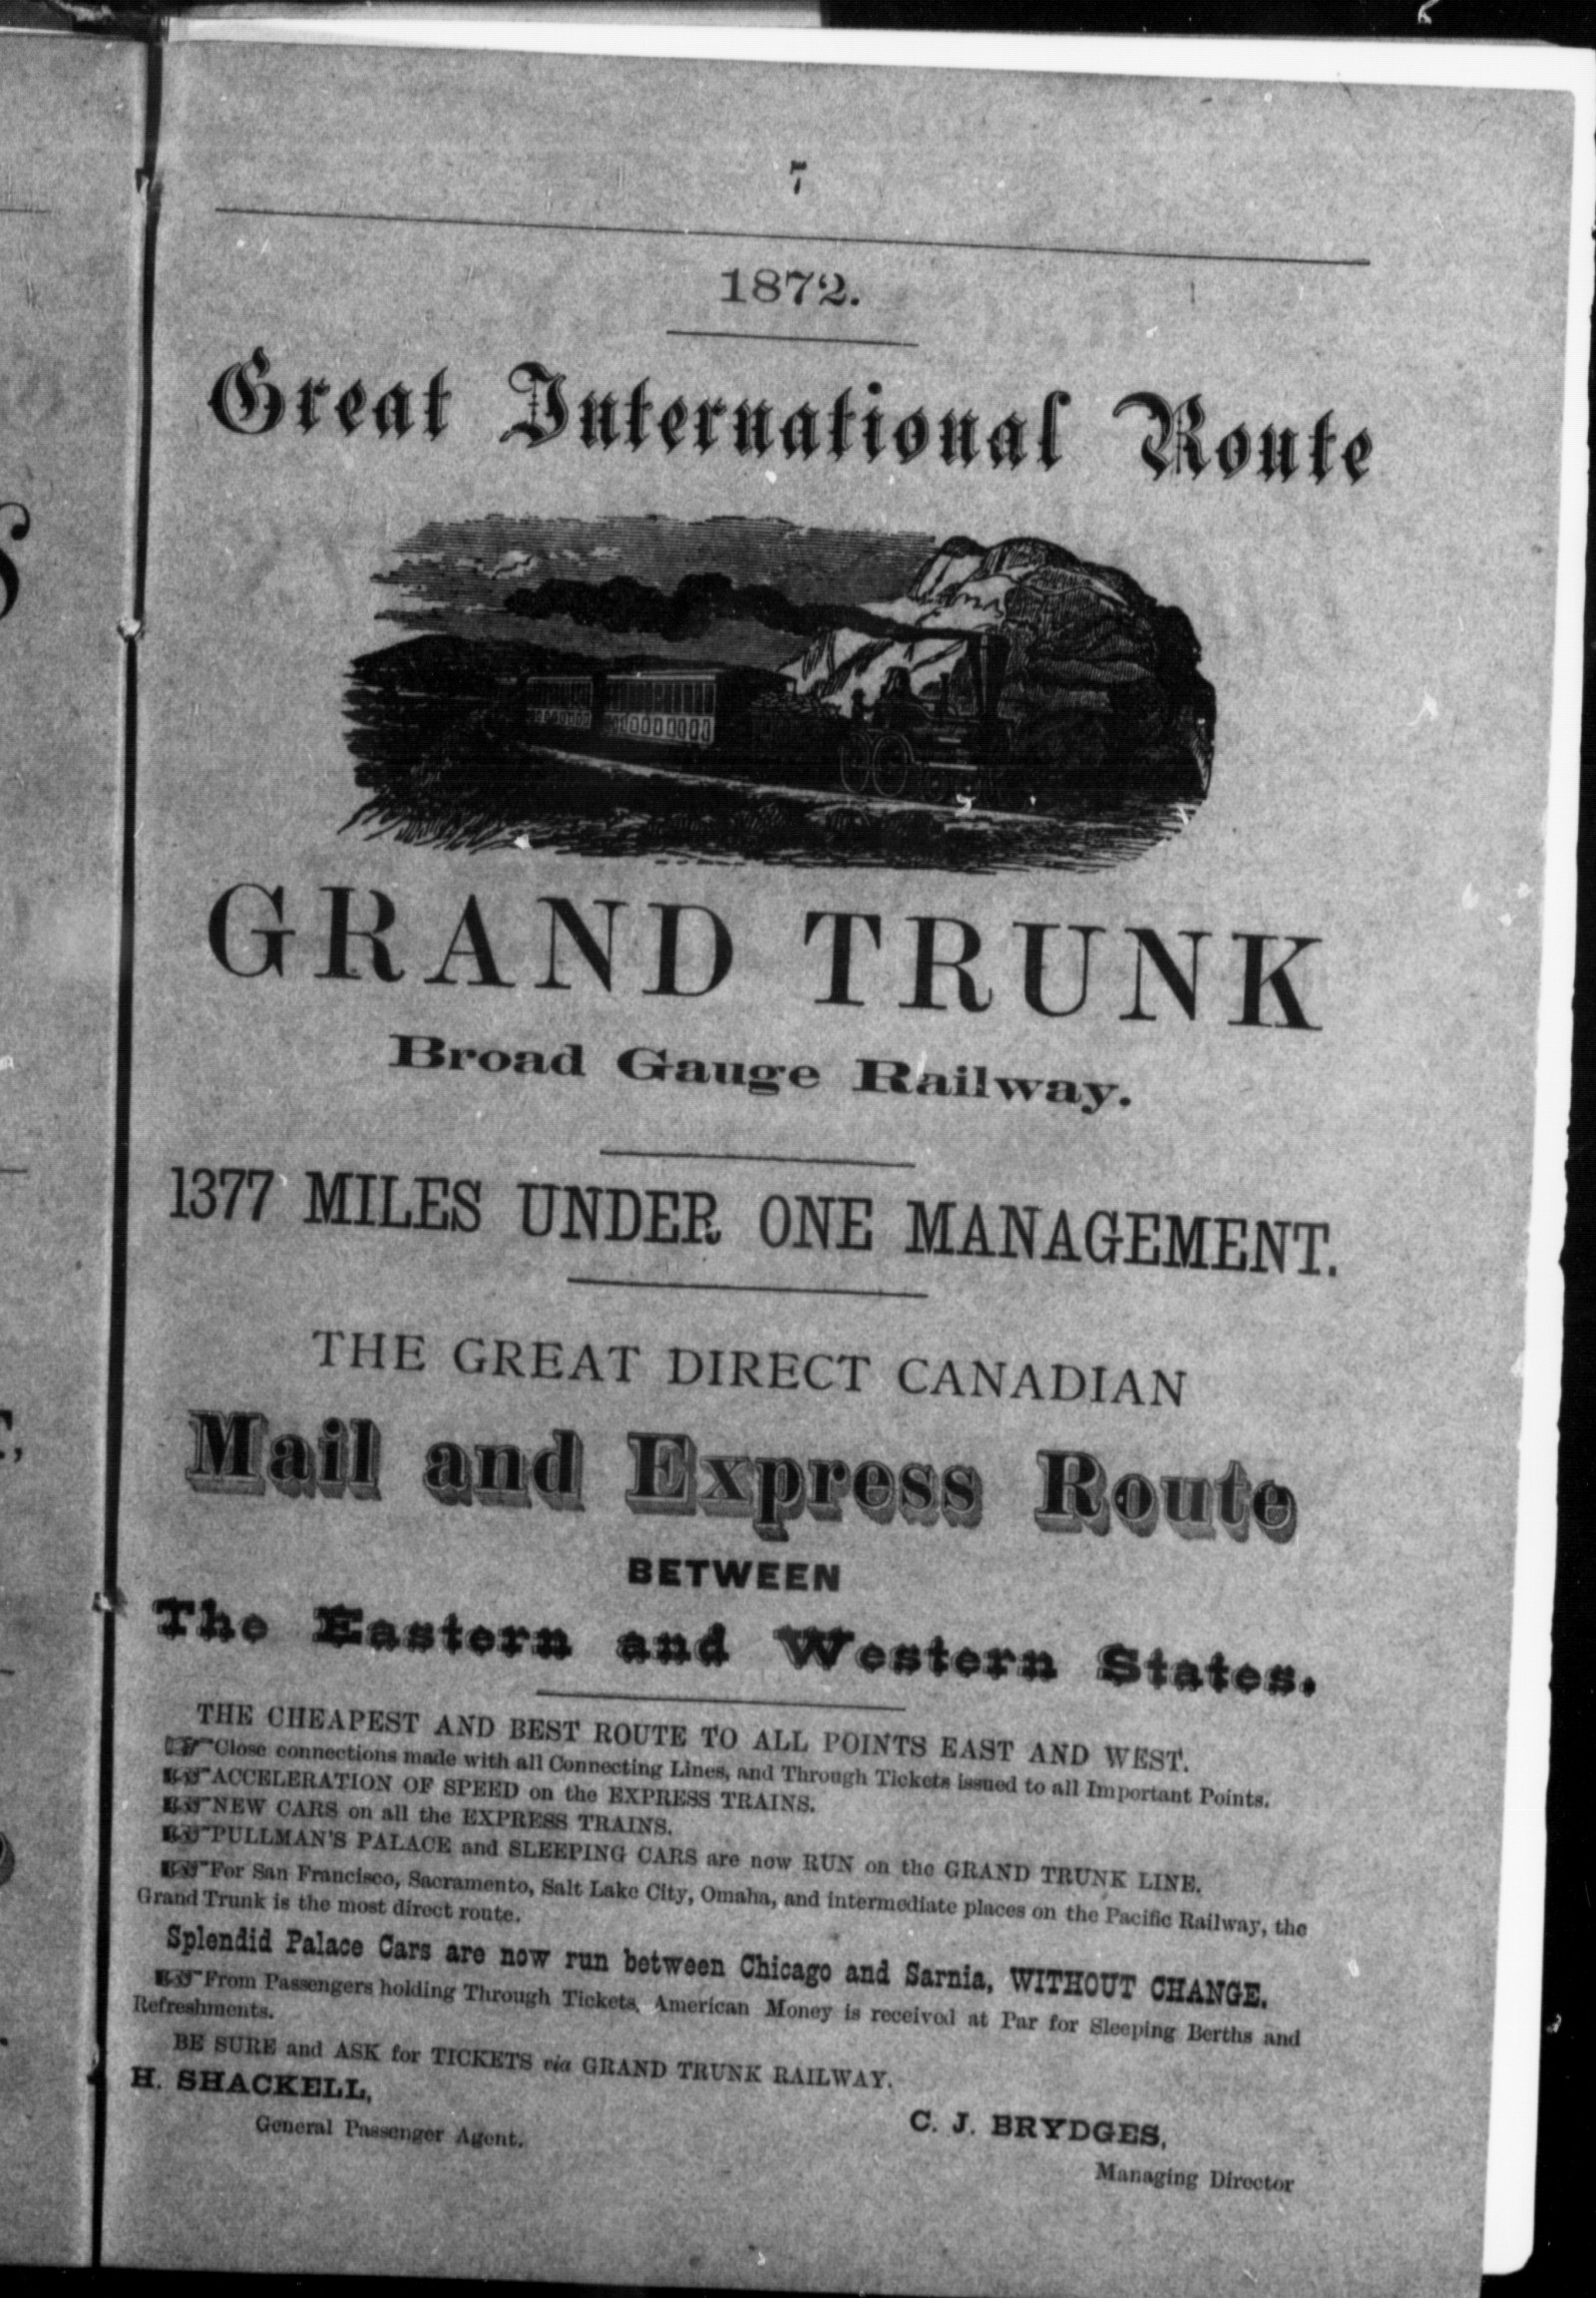 7
1872.
Great International Route
GRAND TRUNK
Broad Gauge Railway.
1377 MILES UNDER ONE MANAGEMENT.
THE GREAT DIRECT CANADIAN
Mail and Express Route
BETWEEN
The Eastern and Western States.
THE CHEAPEST AND BEST ROUTE TO ALL POINTS EAST AND WEST.
☞Close connections made with all Connecting Lines, and Through Tickets issued to all Important Points.
☞ACCELERATION OF SPEED on the EXPRESS TRAINS.
☞NEW CARS on all the EXPRESS TRAINS.
☞PULLMAN'S PALACE and SLEEPING CARS are now RUN on the GRAND TRUNK LINE.
☞For San Francisco, Sacramento, Salt Lake City, Omaha, and intermediate places on the Pacific Railway, the
Grand Trunk is the most direct route.
Splendid Palace Cars are now run between Chicago and Sarnia, WITHOUT CHANGE.
☞From Passengers holding Through Tickets, American Money is received at Par for Sleeping Berths and
Refreshments.
BE SURE and ASK for TICKETS via GRAND TRUNK RAILWAY.
H. SHACKELL,
General Passenger Agent.
C. J. BRYDGES,
Managing Director